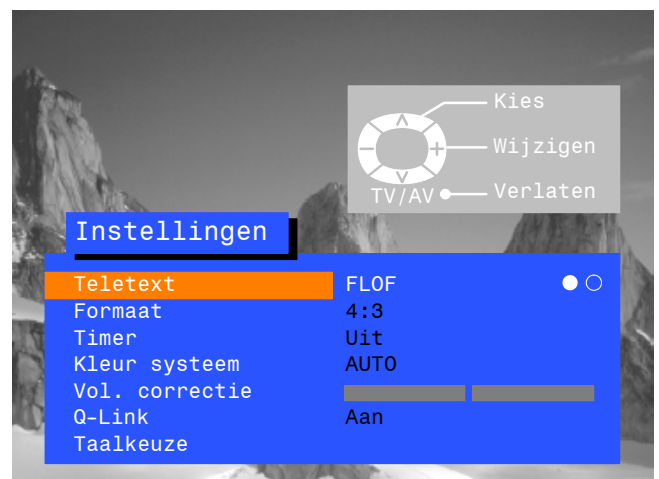 Kies
Wijzigen
TV/AV Verlaten
Instellingen
Teletext FLOF
Formaat 4:3
Timer Uit
Kleur systeem AUTO
Vol. correctie
Q-Link Aan
Taalkeuze